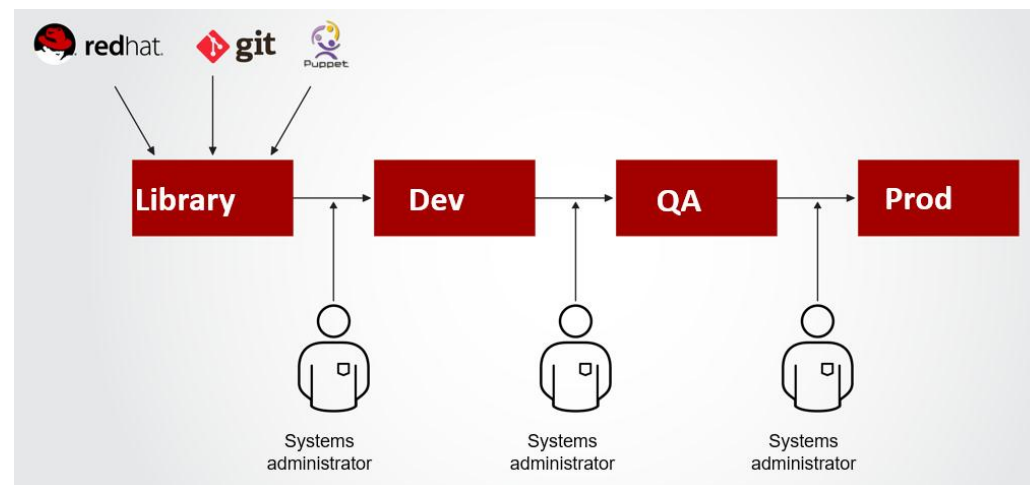 redhat.
git
Puppet
Library
Dev
QA
Prod
Systems
administrator
Systems
administrator
Systems
administrator